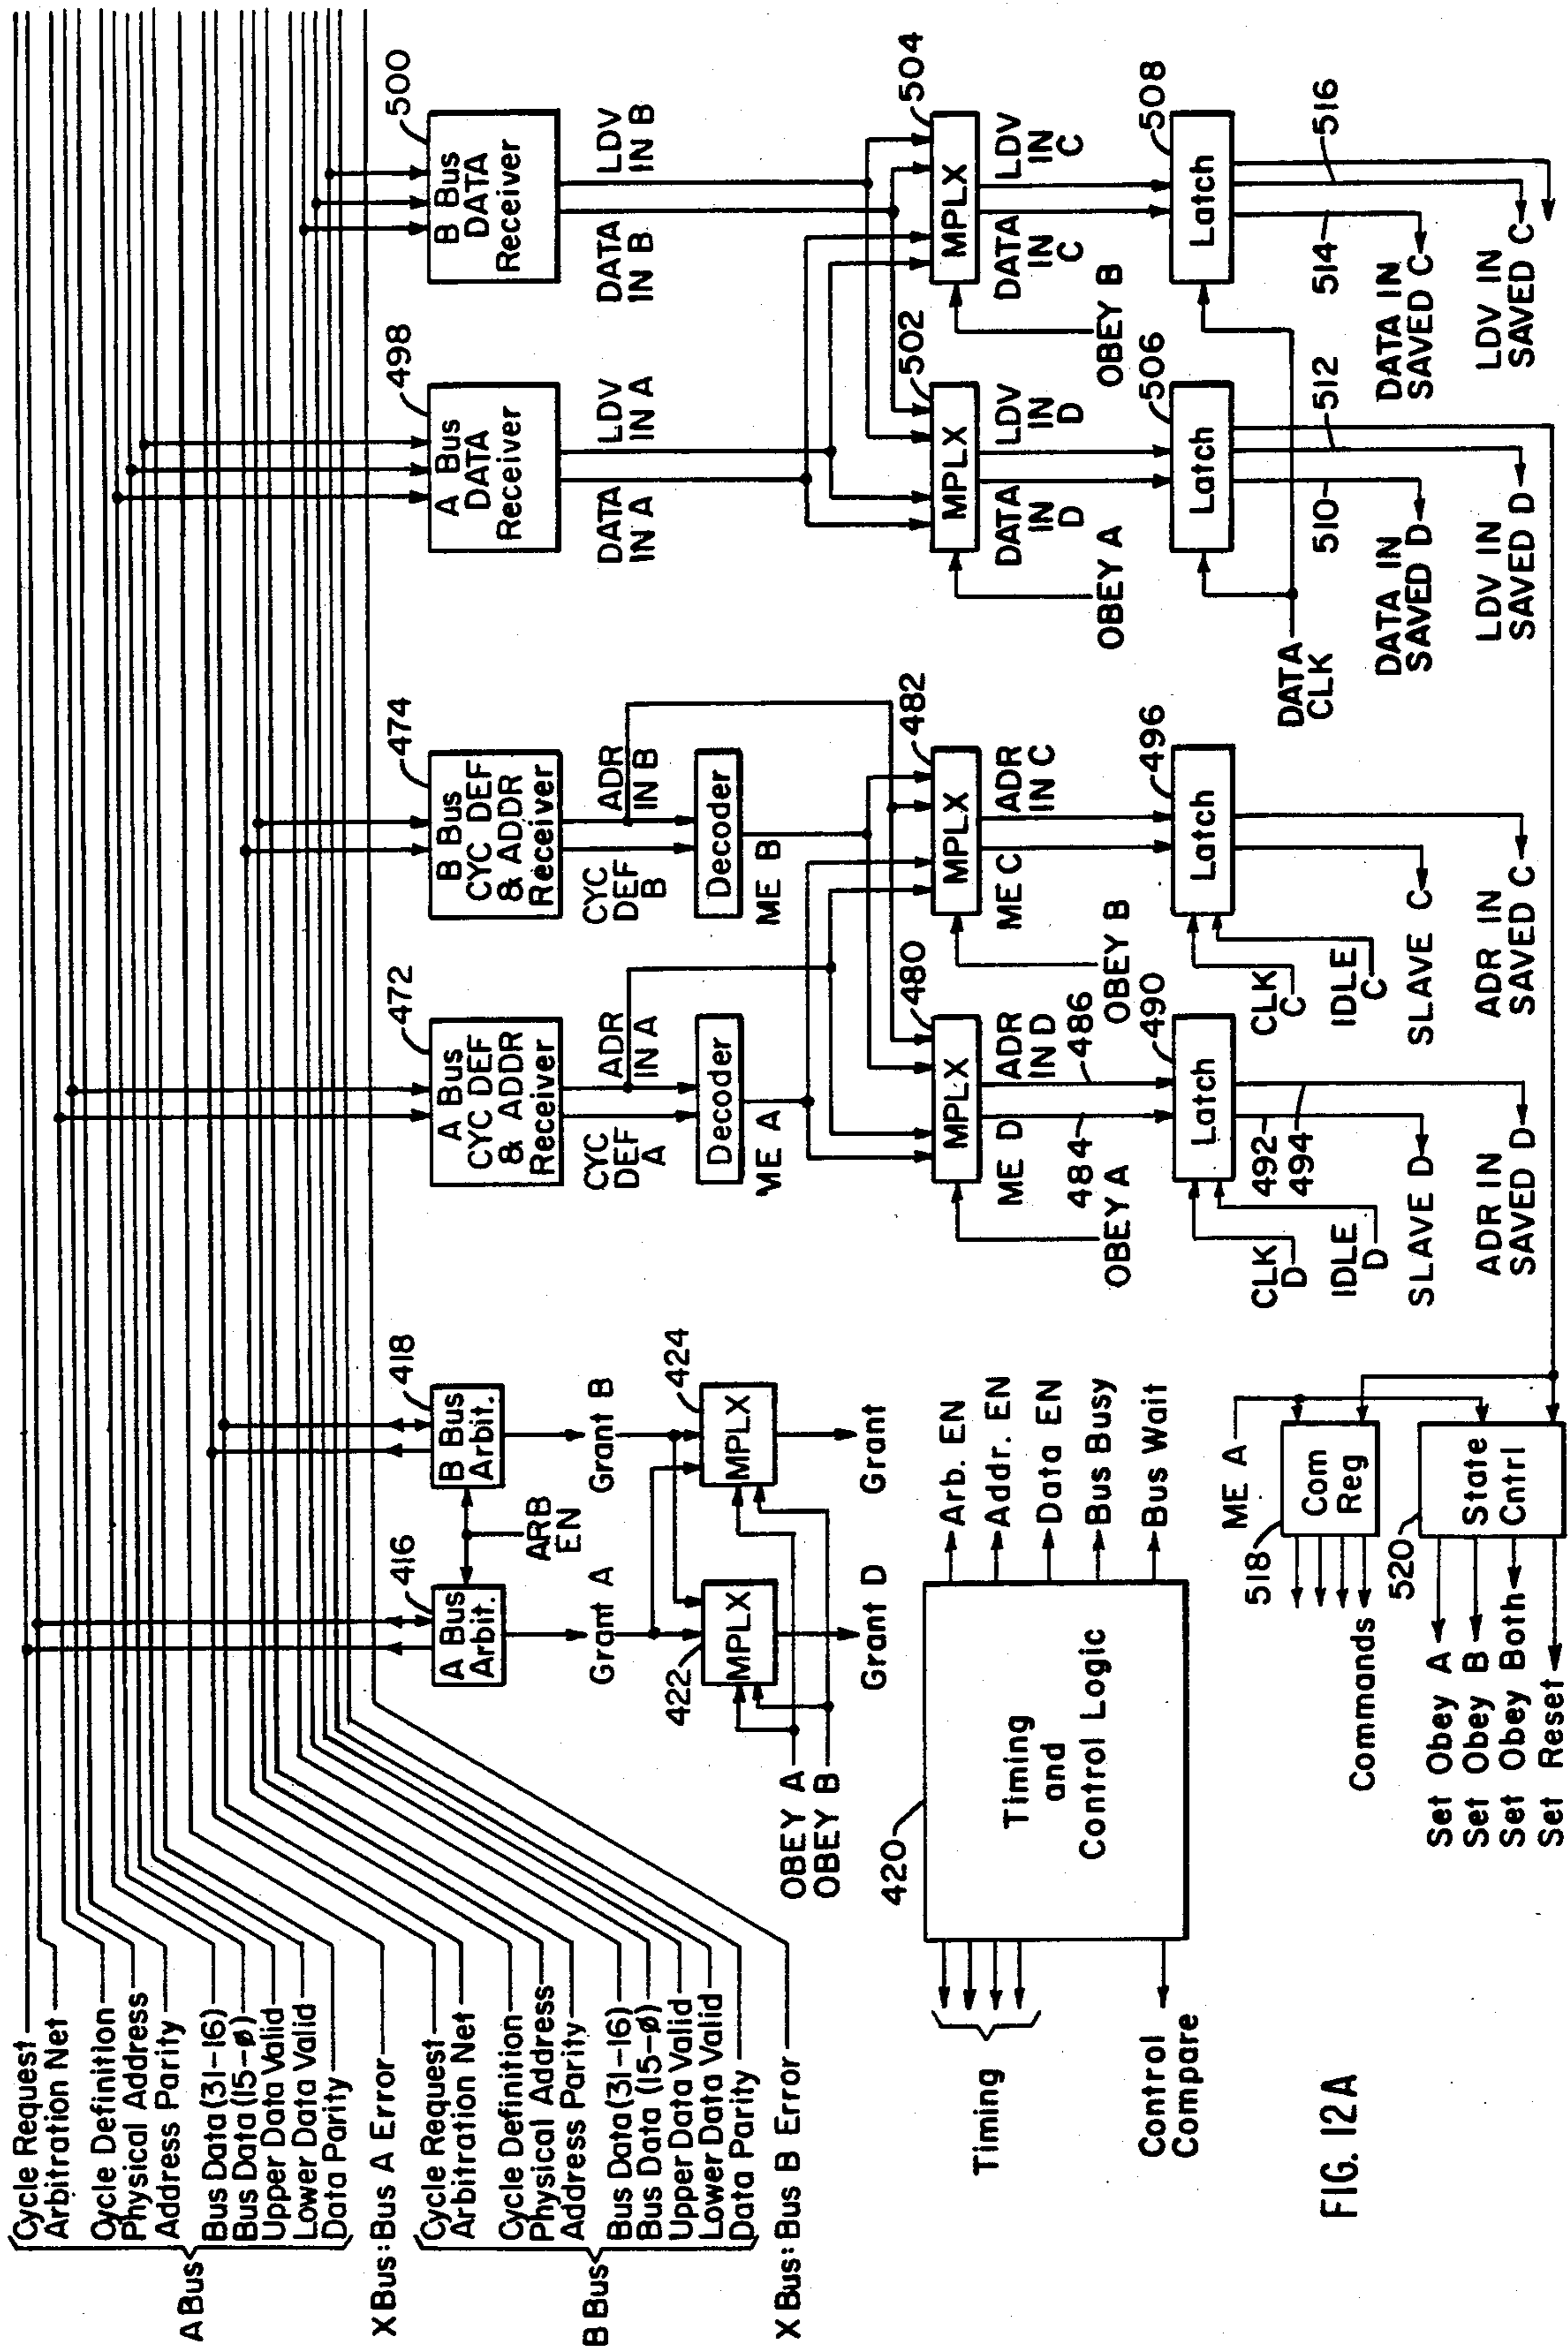 Cycle Request
Arbitration Net
Cycle Definition
Physical Address
Address Parity
Bus Data (31-16)
Bus Data (15-ø)
Upper Data Valid
Lower Data Valid
Data Parity
A Bus
X Bus: Bus A Error
Cycle Request
Arbitration Net
Cycle Definition
Physical Address
Address Parity
Bus Data (31-16)
Bus Data (15-ø)
Upper Data Valid
Lower Data Valid
Data Parity
B Bus
X Bus: Bus B Error
416
A Bus
Arbit.
418
B Bus
Arbit.
ARB
EN
Grant A
Grant B
422
MPLX
424
MPLX
OBEY A
OBEY B
Grant D
Grant
420
Timing
and
Control Logic
Timing
Control
Compare
Arb. EN
Addr. EN
Data EN
Bus Busy
Bus Wait
ME A
518
Com
Reg
Commands
520
State
Cntrl
Set Obey A
Set Obey B
Set Obey Both
Set Reset
472
A Bus
CYC DEF
& ADDR
Receiver
474
B Bus
CYC DEF
& ADDR
Receiver
CYC
DEF
A
ADR
IN A
CYC
DEF
B
ADR
IN B
Decoder
Decoder
ME A
ME B
480
MPLX
482
MPLX
OBEY A
ME D
ADR
IN D
484
486
OBEY B
ME C
ADR
IN C
490
Latch
496
Latch
CLK
D
IDLE
D
492
494
CLK
C
IDLE
C
SLAVE D
SLAVE C
ADR IN
SAVED D
ADR IN
SAVED C
498
A Bus
DATA
Receiver
500
B Bus
DATA
Receiver
DATA
IN A
LDV
IN A
DATA
IN B
LDV
IN B
502
MPLX
504
MPLX
OBEY A
DATA
IN
D
LDV
IN
D
OBEY B
DATA
IN
C
LDV
IN
C
506
Latch
508
Latch
DATA
CLK
510
512
514
516
DATA IN
SAVED D
DATA IN
SAVED C
LDV IN
SAVED D
LDV IN
SAVED C
FIG. 12A